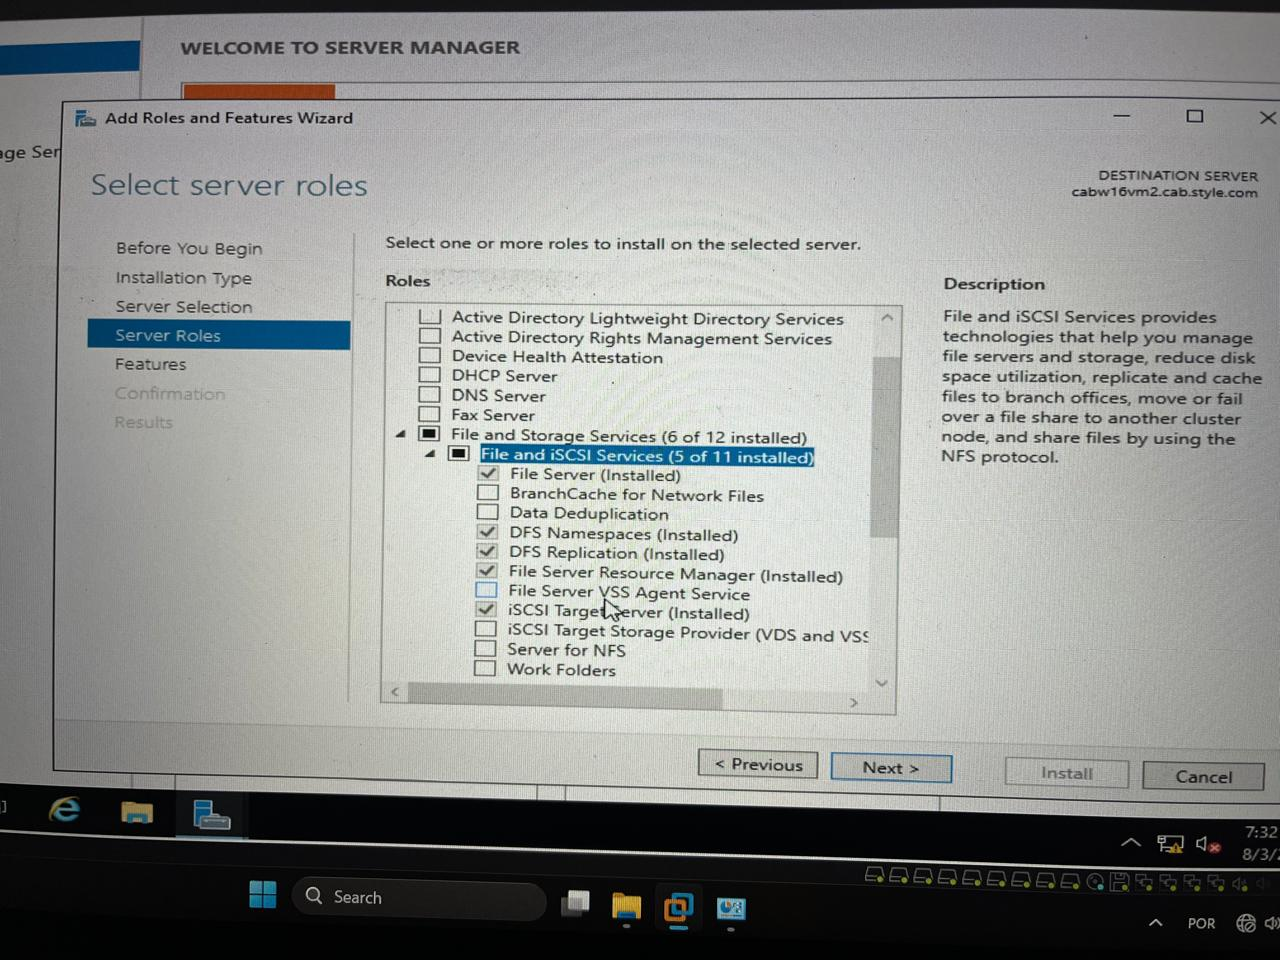 WELCOME TO SERVER MANAGER
Add Roles and Features Wizard
Select server roles
DESTINATION SERVER
cabw16vm2.cab.style.com
Before You Begin
Installation Type
Server Selection
Server Roles
Features
Confirmation
Results
Select one or more roles to install on the selected server.
Roles
Active Directory Lightweight Directory Services
Active Directory Rights Management Services
Device Health Attestation
DHCP Server
DNS Server
Fax Server
File and Storage Services (6 of 12 installed)
File and iSCSI Services (5 of 11 installed)
File Server (Installed)
BranchCache for Network Files
Data Deduplication
DFS Namespaces (Installed)
DFS Replication (Installed)
File Server Resource Manager (Installed)
File Server VSS Agent Service
iSCSI Target Server (Installed)
iSCSI Target Storage Provider (VDS and VSS
Server for NFS
Work Folders
Description
File and iSCSI Services provides
technologies that help you manage
file servers and storage, reduce disk
space utilization, replicate and cache
files to branch offices, move or fail
over a file share to another cluster
node, and share files by using the
NFS protocol.
< Previous
Next >
Install
Cancel
7:32
8/3/
Search
POR